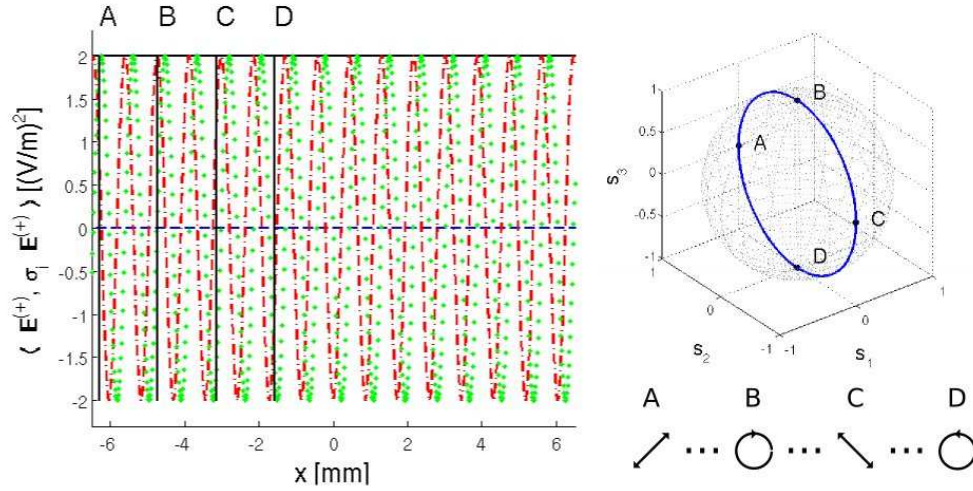 A B C D
2
1.5
1
0.5
0
-0.5
-1
-1.5
-2
-6 -4 -2 0 2 4 6
x [mm]
⟨ E(+), σi E(+) ⟩ [(V/m)2]
1
0.5
0
-0.5
-1
s3
1
0
-1
s2
-1
0
1
s1
A
B
C
D
A B C D